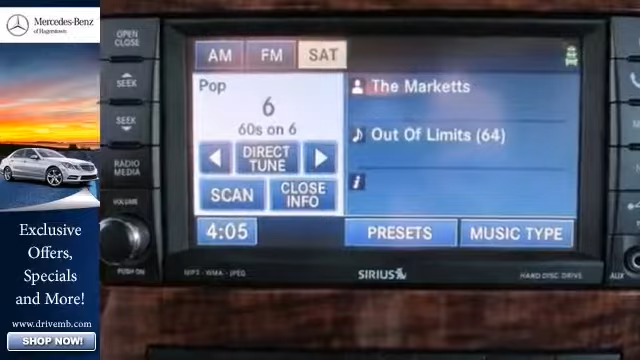 Mercedes-Benz
of Hagerstown
Exclusive
Offers,
Specials
and More!
www.drivemb.com
SHOP NOW!
OPEN
CLOSE
SEEK
SEEK
RADIO
MEDIA
VOLUME
PUSH ON
AM FM SAT
Pop
6
60s on 6
DIRECT
TUNE
SCAN
CLOSE
INFO
4:05
The Marketts
Out Of Limits (64)
PRESETS
MUSIC TYPE
MP3 · WMA · JPEG
SIRIUS
HARD DISC DRIVE
AUX